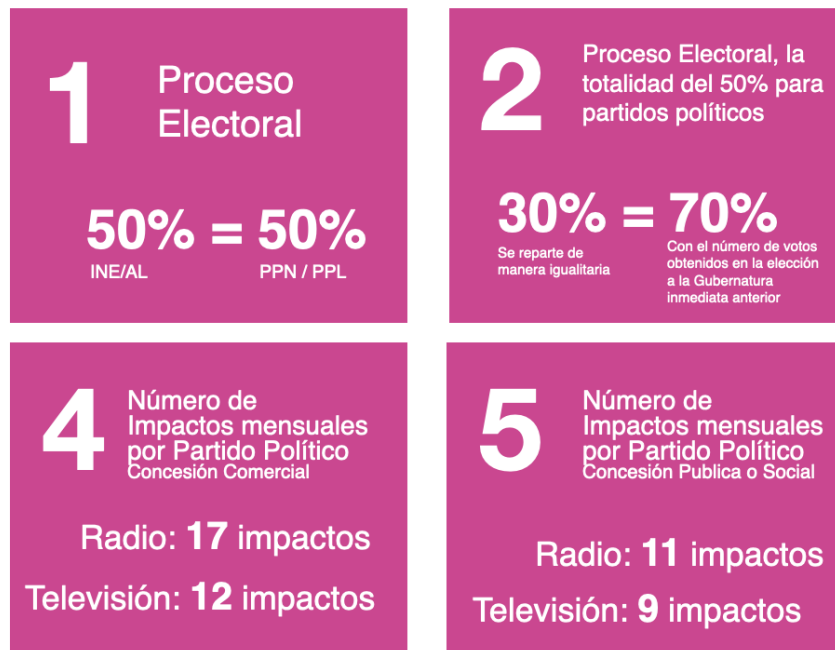 1
Proceso
Electoral
50% = 50%
INE/AL
PPN / PPL
2
Proceso Electoral, la
totalidad del 50% para
partidos políticos
30% = 70%
Se reparte de
manera igualitaria
Con el número de votos
obtenidos en la elección
a la Gubernatura
inmediata anterior
4
Número de
Impactos mensuales
por Partido Político
Concesión Comercial
Radio: 17 impactos
Televisión: 12 impactos
5
Número de
Impactos mensuales
por Partido Político
Concesión Publica o Social
Radio: 11 impactos
Televisión: 9 impactos